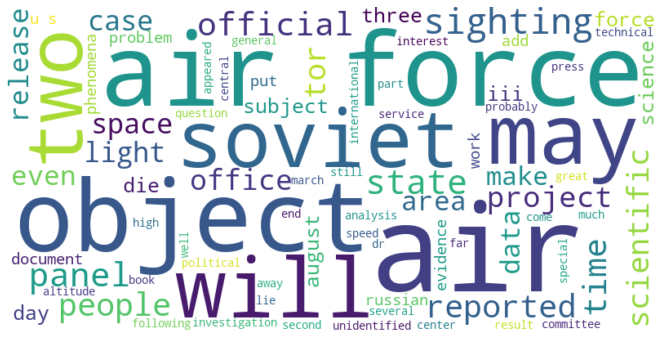 u s
case
official
three
sighting
force
release
two
phenomena
problem
appeared
general
central
air
force
interest
add
technical
tor
put
international
part
press
iii
science
question
subject
space
soviet
service
probably
may
light
even
die
office
march
still
state
work
make
great
project
object
high
end
analysis
area
speed
dr
far
come
much
evidence
data
special
time
scientific
document
book
panel
well
political
will
august
air
altitude
people
away
lie
russian
several
reported
day
following
investigation
second
unidentified
center
result
committee